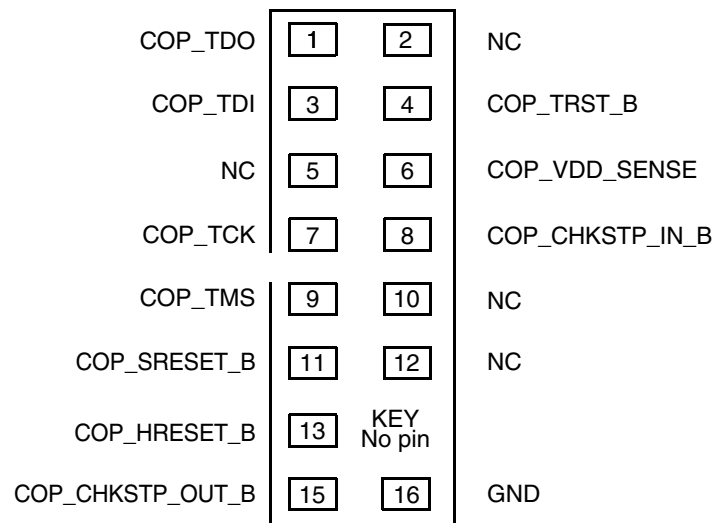 COP_TDO 1 2 NC
COP_TDI 3 4 COP_TRST_B
NC 5 6 COP_VDD_SENSE
COP_TCK 7 8 COP_CHKSTP_IN_B
COP_TMS 9 10 NC
COP_SRESET_B 11 12 NC
COP_HRESET_B 13 KEY
No pin
COP_CHKSTP_OUT_B 15 16 GND